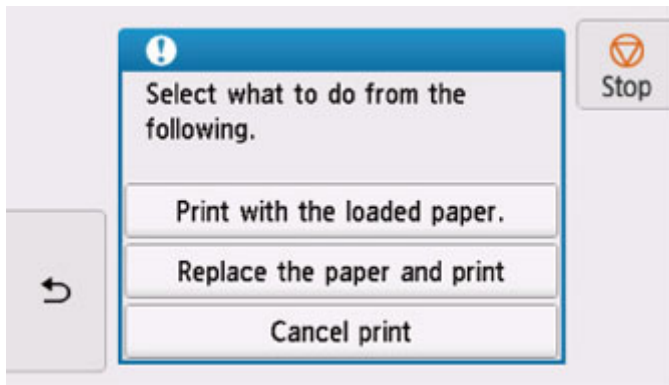 Select what to do from the
following.
Stop
Print with the loaded paper.
Replace the paper and print
Cancel print